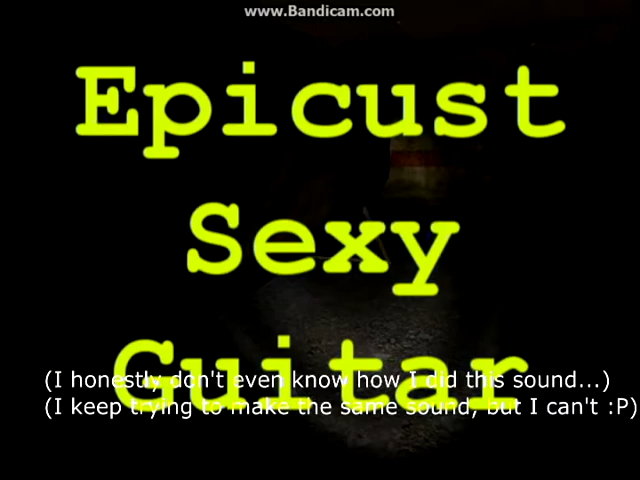 www.Bandicam.com
Epicust
Sexy
Guitar
(I honestly don't even know how I did this sound...)
(I keep trying to make the same sound, but I can't :P)